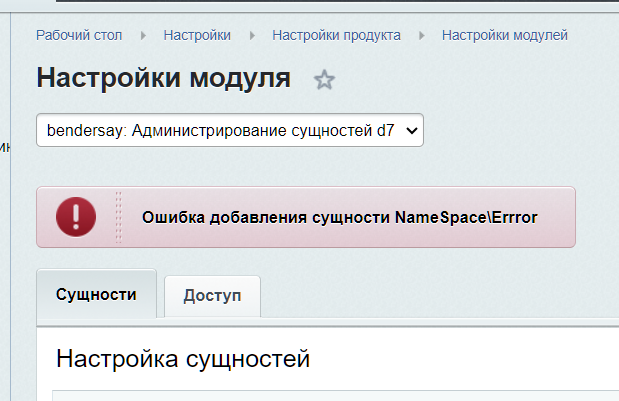 Рабочий стол Настройки Настройки продукта Настройки модулей
Настройки модуля
bendersay: Администрирование сущностей d7
Ошибка добавления сущности NameSpace\Errror
Сущности Доступ
Настройка сущностей